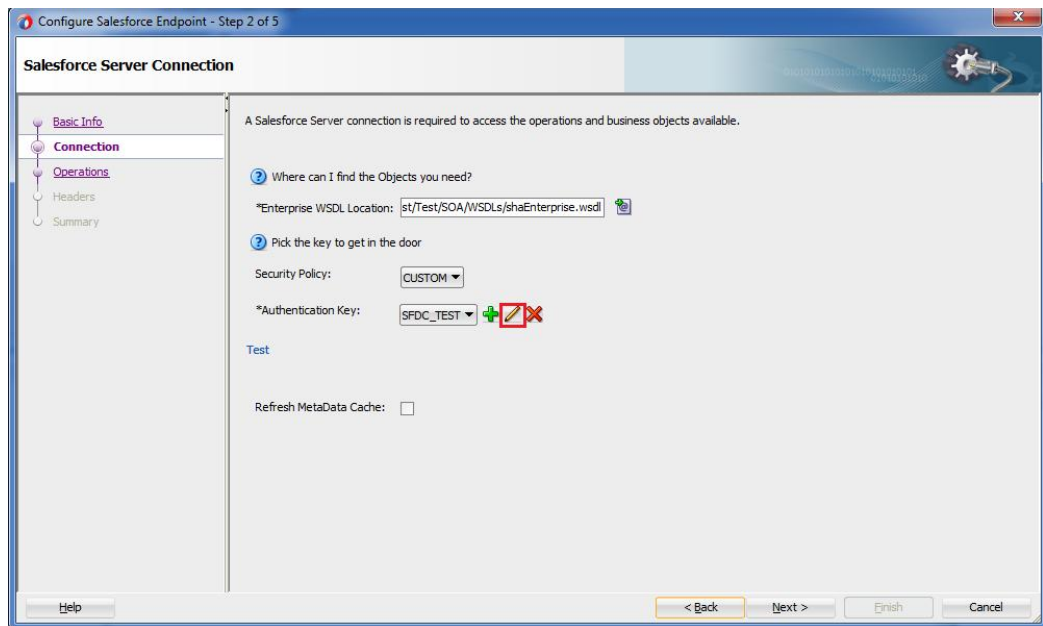 Configure Salesforce Endpoint - Step 2 of 5
Salesforce Server Connection
Basic Info
Connection
Operations
Headers
Summary
A Salesforce Server connection is required to access the operations and business objects available.
Where can I find the Objects you need?
*Enterprise WSDL Location: st/Test/SOA/WSDLs/shaEnterprise.wsdl
Pick the key to get in the door
Security Policy: CUSTOM
*Authentication Key: SFDC_TEST
Test
Refresh MetaData Cache:
Help < Back Next > Finish Cancel